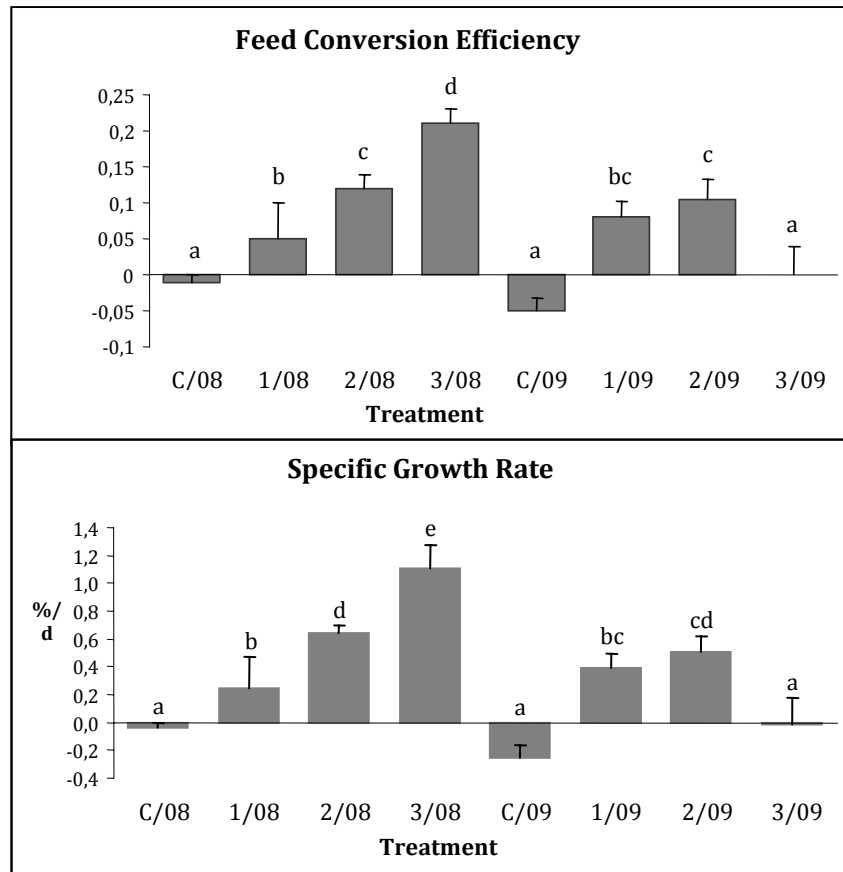 Feed Conversion Efficiency
0,25
0,2
0,15
0,1
0,05
0
-0,05
-0,1
a
b
c
d
a
bc
c
a
C/08 1/08 2/08 3/08 C/09 1/09 2/09 3/09
Treatment
Specific Growth Rate
%/
d
1,4
1,2
1,0
0,8
0,6
0,4
0,2
0,0
-0,2
-0,4
a
b
d
e
a
bc
cd
a
C/08 1/08 2/08 3/08 C/09 1/09 2/09 3/09
Treatment